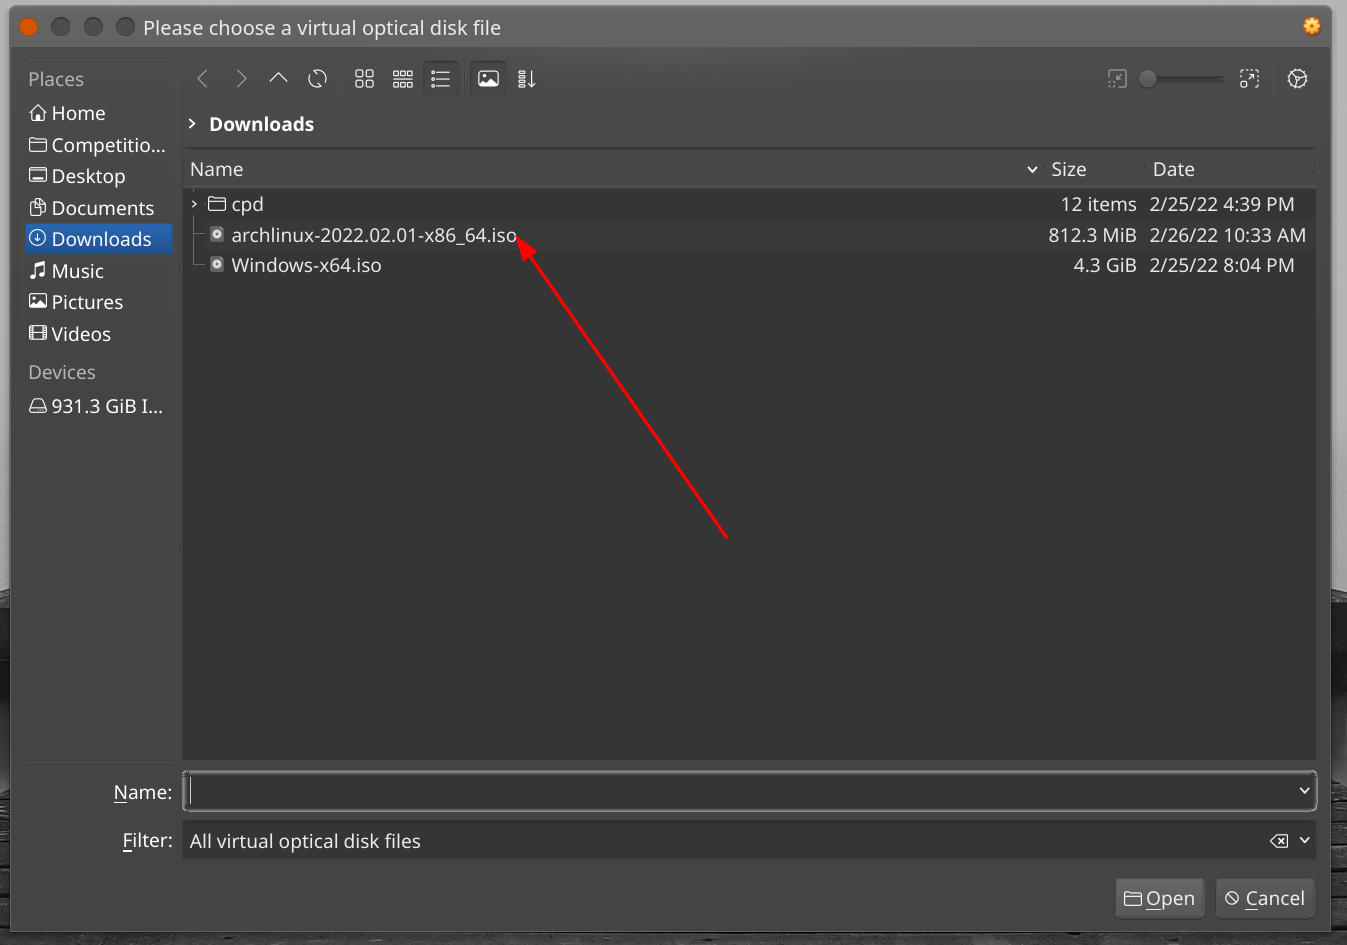 Please choose a virtual optical disk file
Places
Home
Competitio...
Desktop
Documents
Downloads
Music
Pictures
Videos
Devices
931.3 GiB I...
Downloads
Name Size Date
cpd 12 items 2/25/22 4:39 PM
archlinux-2022.02.01-x86_64.iso 812.3 MiB 2/26/22 10:33 AM
Windows-x64.iso 4.3 GiB 2/25/22 8:04 PM
Name:
Filter: All virtual optical disk files
Open Cancel